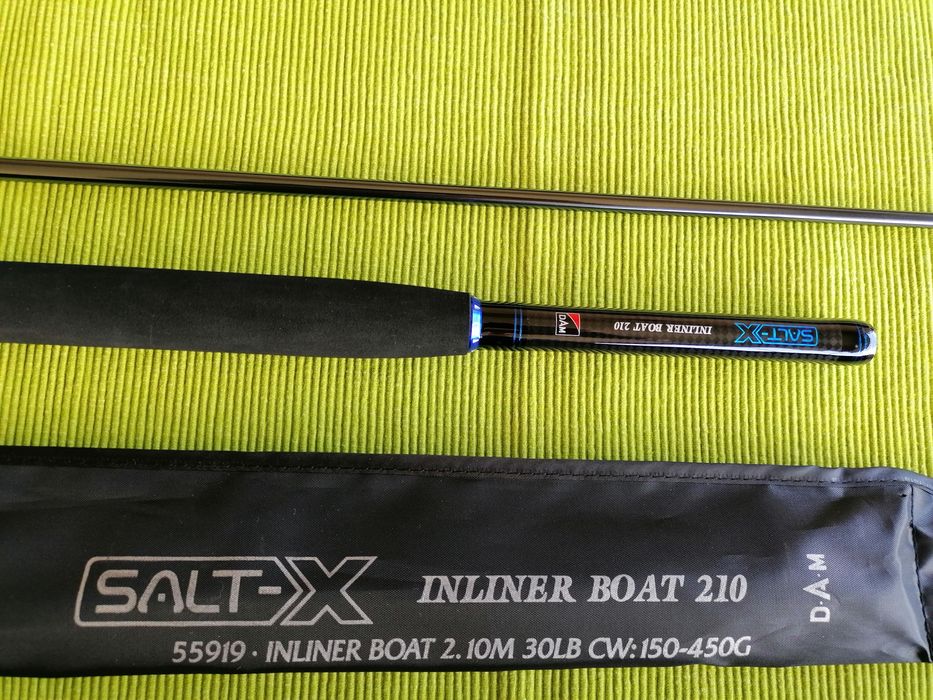 DAM
INLINER BOAT 210
SALT-X
SALT-X INLINER BOAT 210
D·A·M
55919 · INLINER BOAT 2.10M 30LB CW: 150-450G